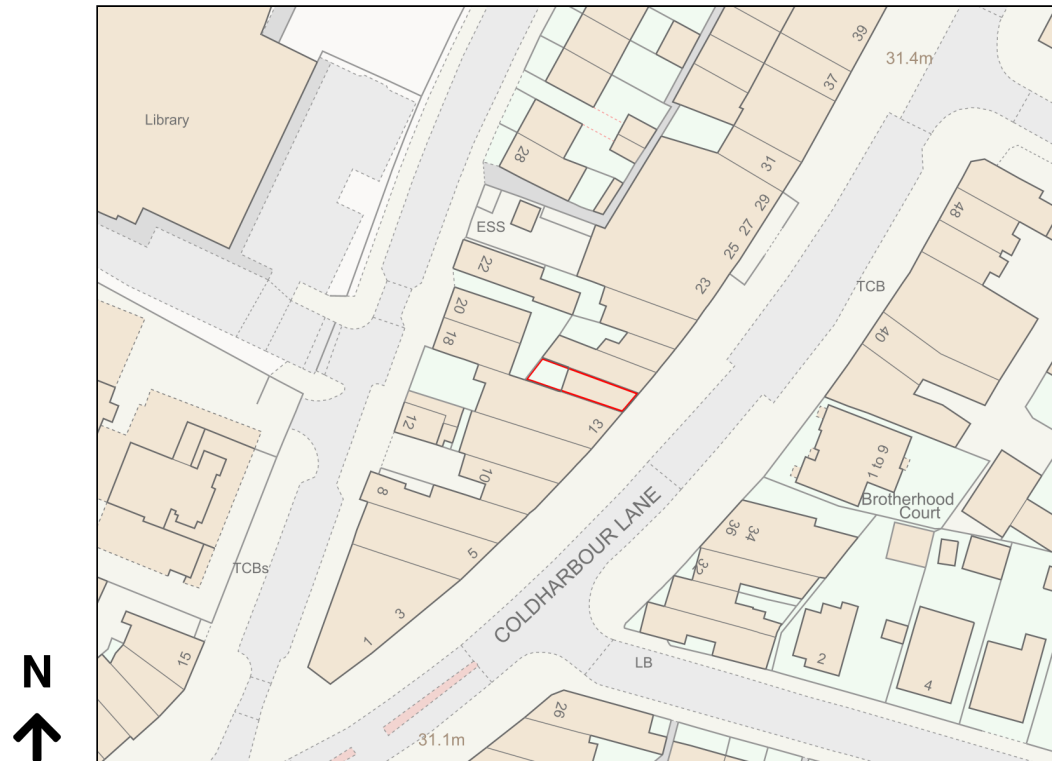 39
31.4m
37
Library
28
31
29
27
25
48
ESS
22
23
TCB
20
18
40
13
12
10
8
1 to 9
Brotherhood
Court
36
34
32
5
COLDHARBOUR LANE
TCBs
3
1
15
LB
2
4
N
26
31.1m